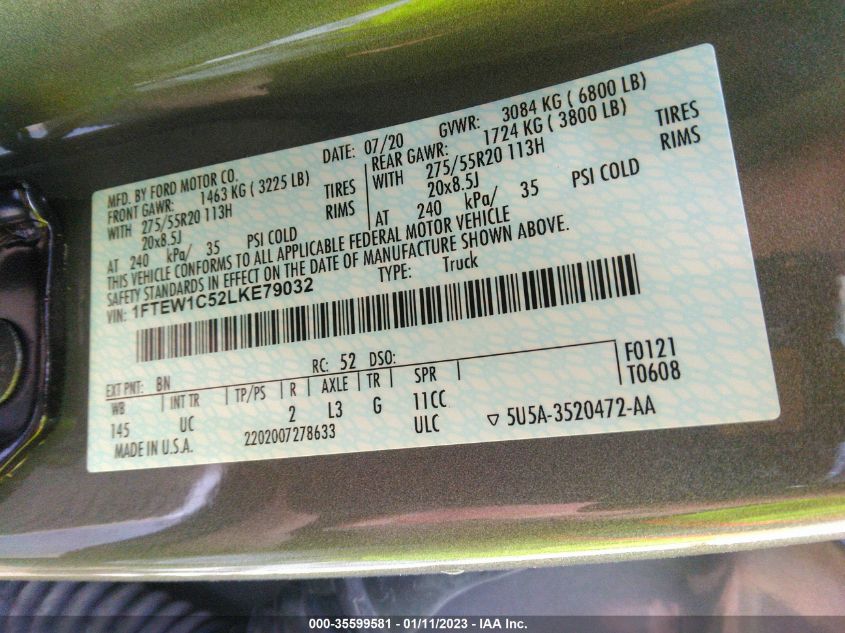 MFD. BY FORD MOTOR CO.
FRONT GAWR: 1463 KG ( 3225 LB)
WITH 275/55R20 113H TIRES
20x8.5J RIMS
AT 240 kPa/ 35 PSI COLD
DATE: 07/20 GVWR: 3084 KG ( 6800 LB)
REAR GAWR: 1724 KG ( 3800 LB)
WITH 275/55R20 113H TIRES
20x8.5J RIMS
AT 240 kPa/ 35 PSI COLD
THIS VEHICLE CONFORMS TO ALL APPLICABLE FEDERAL MOTOR VEHICLE
SAFETY STANDARDS IN EFFECT ON THE DATE OF MANUFACTURE SHOWN ABOVE.
VIN: 1FTEW1C52LKE79032 TYPE: Truck
EXT PNT: BN RC: 52 DSO: F0121
WB INT TR TP/PS R AXLE TR SPR T0608
145 UC 2 L3 G 11CC
MADE IN U.S.A. 2202007278633 ULC ▽ 5U5A-3520472-AA
000-35599581 - 01/11/2023 - IAA Inc.